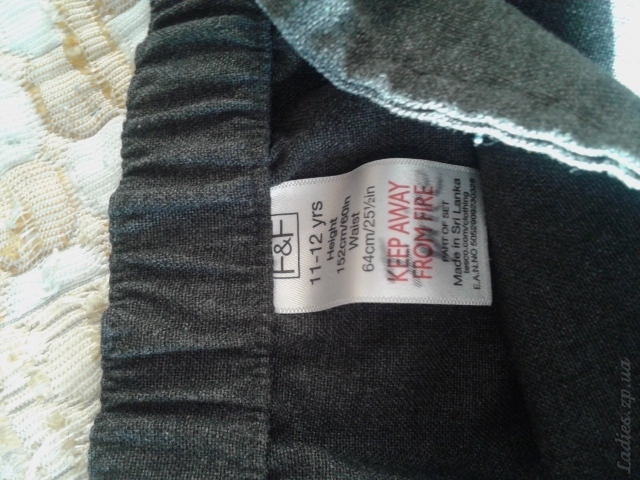 F&F
11-12 yrs
Height
152cm/60in
Waist
64cm/25½in
KEEP AWAY
FROM FIRE
PART OF SET
Made in Sri Lanka
tesco.com/clothing
Ladies.zp.ua